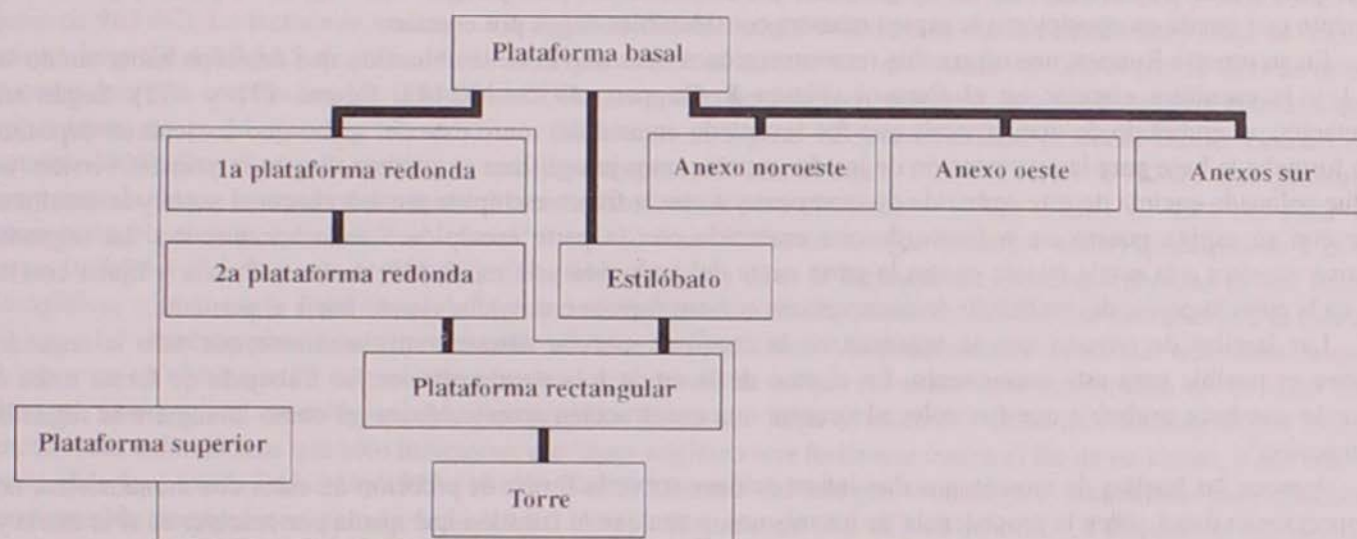 Plataforma basal
1a plataforma redonda
Anexo noroeste
Anexo oeste
Anexos sur
2a plataforma redonda
Estilóbato
Plataforma rectangular
Plataforma superior
Torre